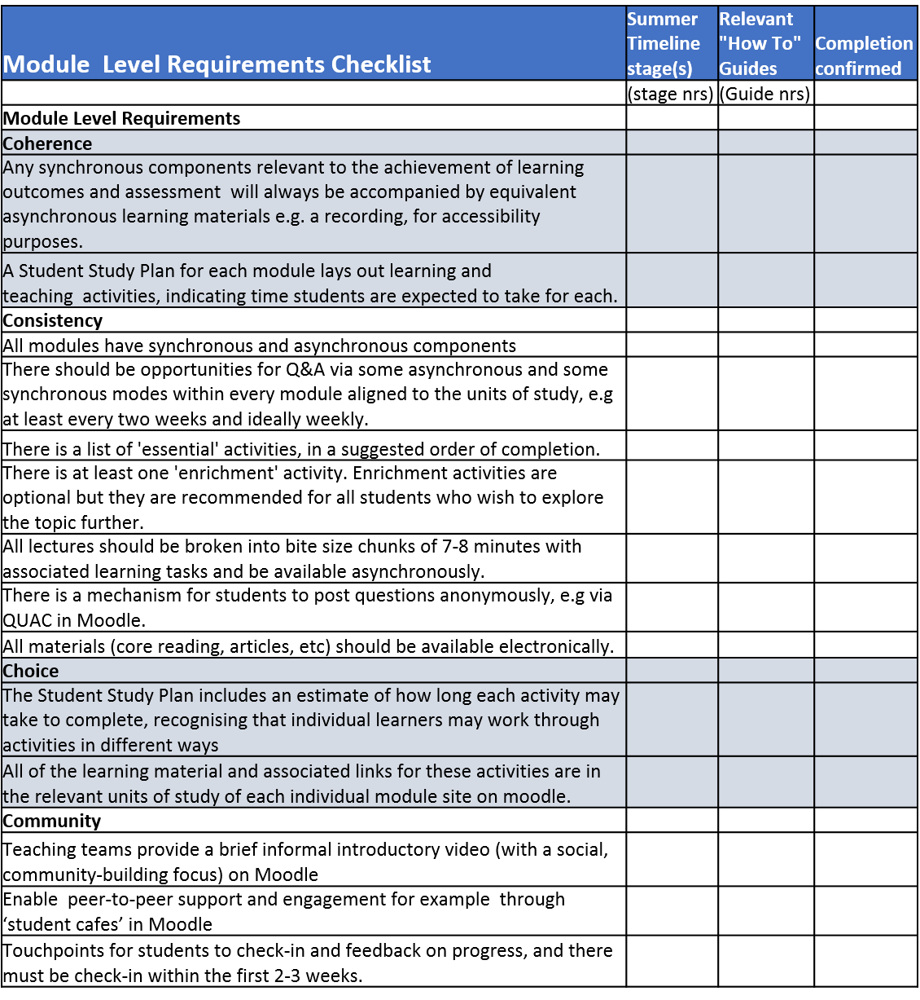 Module  Level Requirements Checklist
Summer
Timeline
stage(s)
Relevant
"How To"
Guides
Completion
confirmed
(stage nrs)
(Guide nrs)
Module Level Requirements
Coherence
Any synchronous components relevant to the achievement of learning
outcomes and assessment  will always be accompanied by equivalent
asynchronous learning materials e.g. a recording, for accessibility
purposes.
A Student Study Plan for each module lays out learning and
teaching  activities, indicating time students are expected to take for each.
Consistency
All modules have synchronous and asynchronous components
There should be opportunities for Q&A via some asynchronous and some
synchronous modes within every module aligned to the units of study, e.g
at least every two weeks and ideally weekly.
There is a list of 'essential' activities, in a suggested order of completion.
There is at least one 'enrichment' activity. Enrichment activities are
optional but they are recommended for all students who wish to explore
the topic further.
All lectures should be broken into bite size chunks of 7-8 minutes with
associated learning tasks and be available asynchronously.
There is a mechanism for students to post questions anonymously, e.g via
QUAC in Moodle.
All materials (core reading, articles, etc) should be available electronically.
Choice
The Student Study Plan includes an estimate of how long each activity may
take to complete, recognising that individual learners may work through
activities in different ways
All of the learning material and associated links for these activities are in
the relevant units of study of each individual module site on moodle.
Community
Teaching teams provide a brief informal introductory video (with a social,
community-building focus) on Moodle
Enable  peer-to-peer support and engagement for example  through
‘student cafes’ in Moodle
Touchpoints for students to check-in and feedback on progress, and there
must be check-in within the first 2-3 weeks.